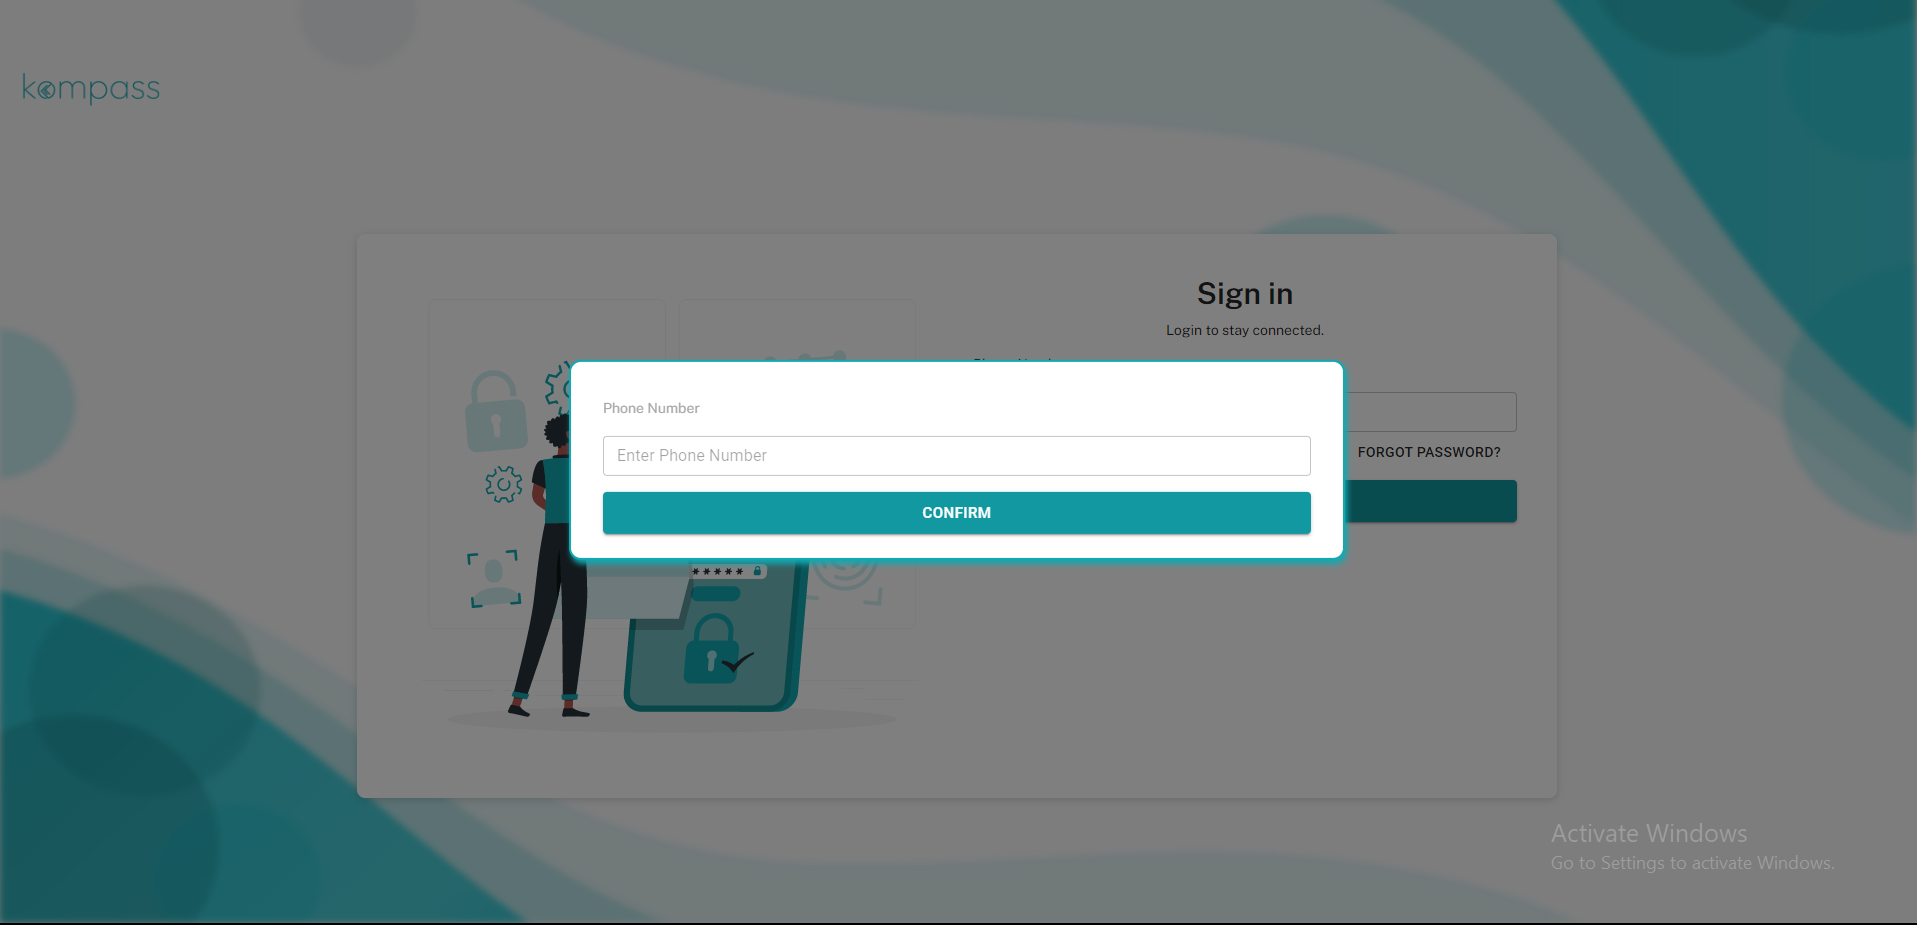 kompass
Sign in
Login to stay connected.
Phone Number
Enter Phone Number
CONFIRM
FORGOT PASSWORD?
*****
Activate Windows
Go to Settings to activate Windows.